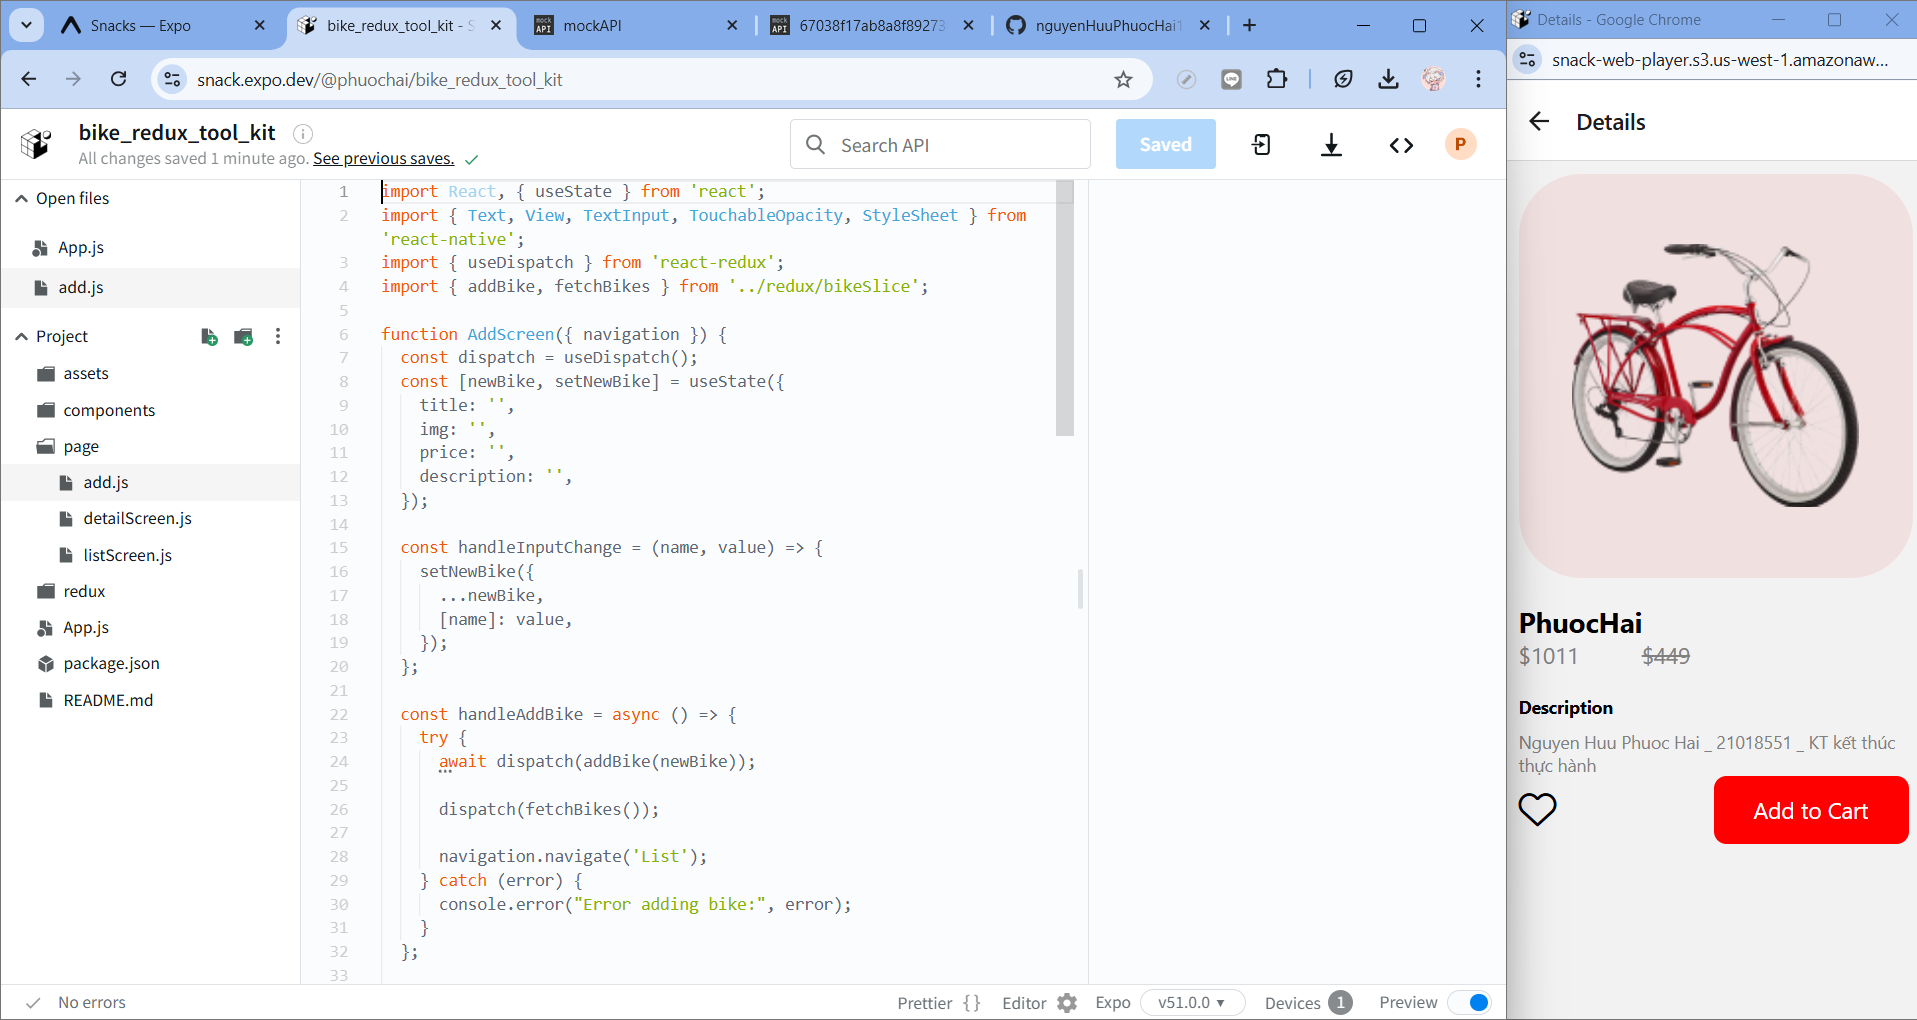 Snacks — Expo
bike_redux_tool_kit - S
mock API
mockAPI
mock API
67038f17ab8a8f89273
nguyenHuuPhuocHai1
Details - Google Chrome
snack.expo.dev/@phuochai/bike_redux_tool_kit
LINE
snack-web-player.s3.us-west-1.amazonaw...
bike_redux_tool_kit
All changes saved 1 minute ago. See previous saves.
Search API
Saved
P
Details
Open files
App.js
add.js
Project
assets
components
page
add.js
detailScreen.js
listScreen.js
redux
App.js
package.json
README.md
1 import React, { useState } from 'react';
2 import { Text, View, TextInput, TouchableOpacity, StyleSheet } from
'react-native';
3 import { useDispatch } from 'react-redux';
4 import { addBike, fetchBikes } from '../redux/bikeSlice';
5
6 function AddScreen({ navigation }) {
7 const dispatch = useDispatch();
8 const [newBike, setNewBike] = useState({
9 title: '',
10 img: '',
11 price: '',
12 description: '',
13 });
14
15 const handleInputChange = (name, value) => {
16 setNewBike({
17 ...newBike,
18 [name]: value,
19 });
20 };
21
22 const handleAddBike = async () => {
23 try {
24 await dispatch(addBike(newBike));
25
26 dispatch(fetchBikes());
27
28 navigation.navigate('List');
29 } catch (error) {
30 console.error("Error adding bike:", error);
31 }
32 };
33
PhuocHai
$1011 $449
Description
Nguyen Huu Phuoc Hai _ 21018551 _ KT kết thúc
thực hành
Add to Cart
No errors
Prettier {}
Editor
Expo
v51.0.0 ▾
Devices 1
Preview